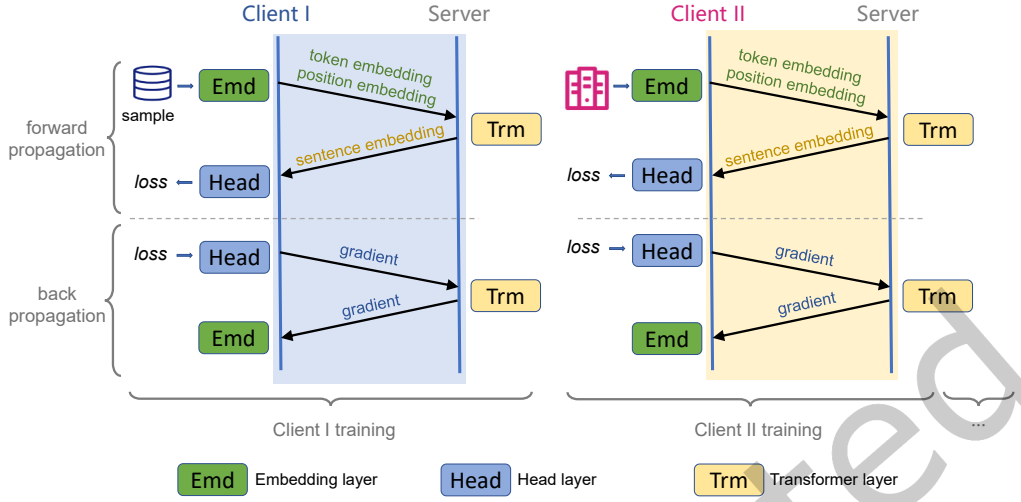 Client I
Server
Client II
Server
forward
propagation
sample
Emd
token embedding
position embedding
Trm
sentence embedding
loss
Head
Emd
token embedding
position embedding
Trm
sentence embedding
loss
Head
back
propagation
loss
Head
gradient
Trm
gradient
Emd
loss
Head
gradient
Trm
gradient
Emd
Client I training
Client II training
...
Emd
Embedding layer
Head
Head layer
Trm
Transformer layer
ted